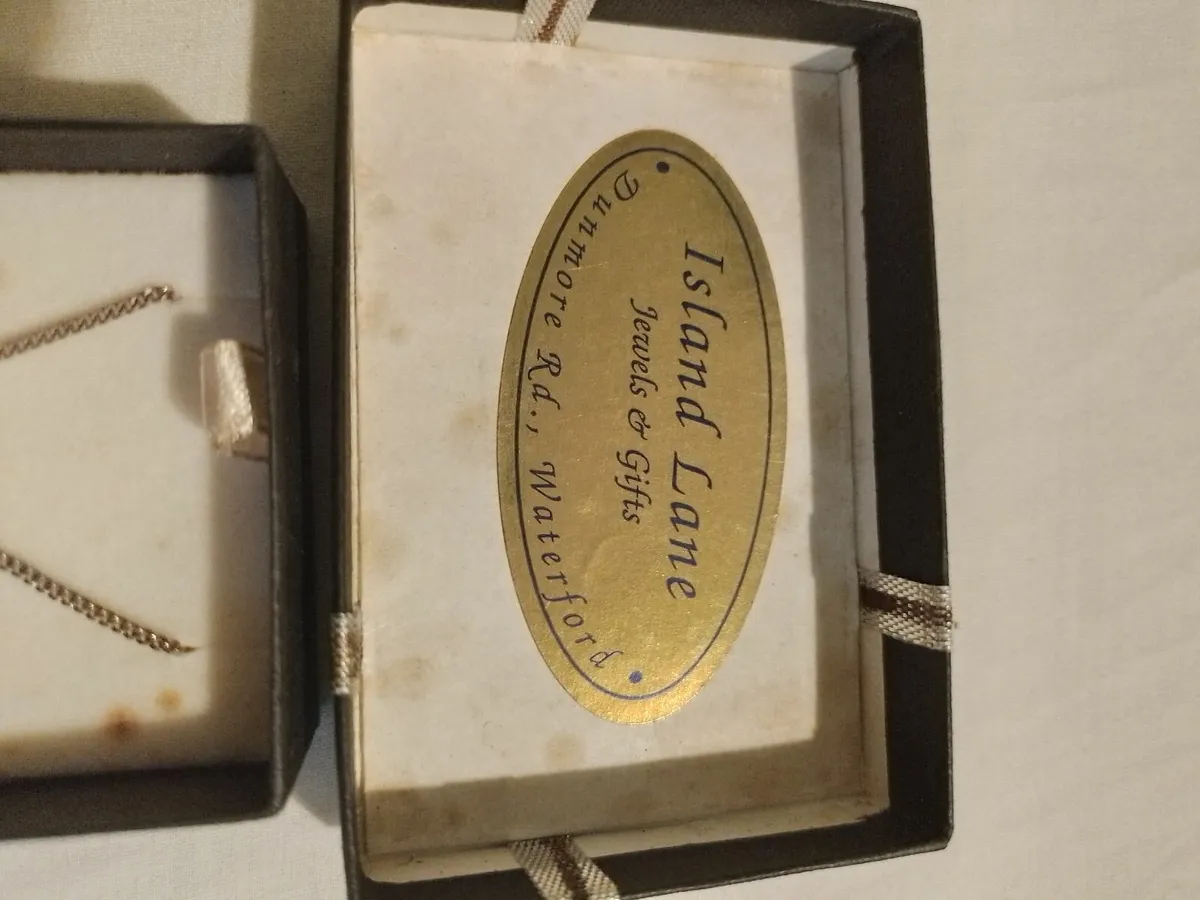 Island Lane
Jewels & Gifts
Dunmore Rd., Waterford